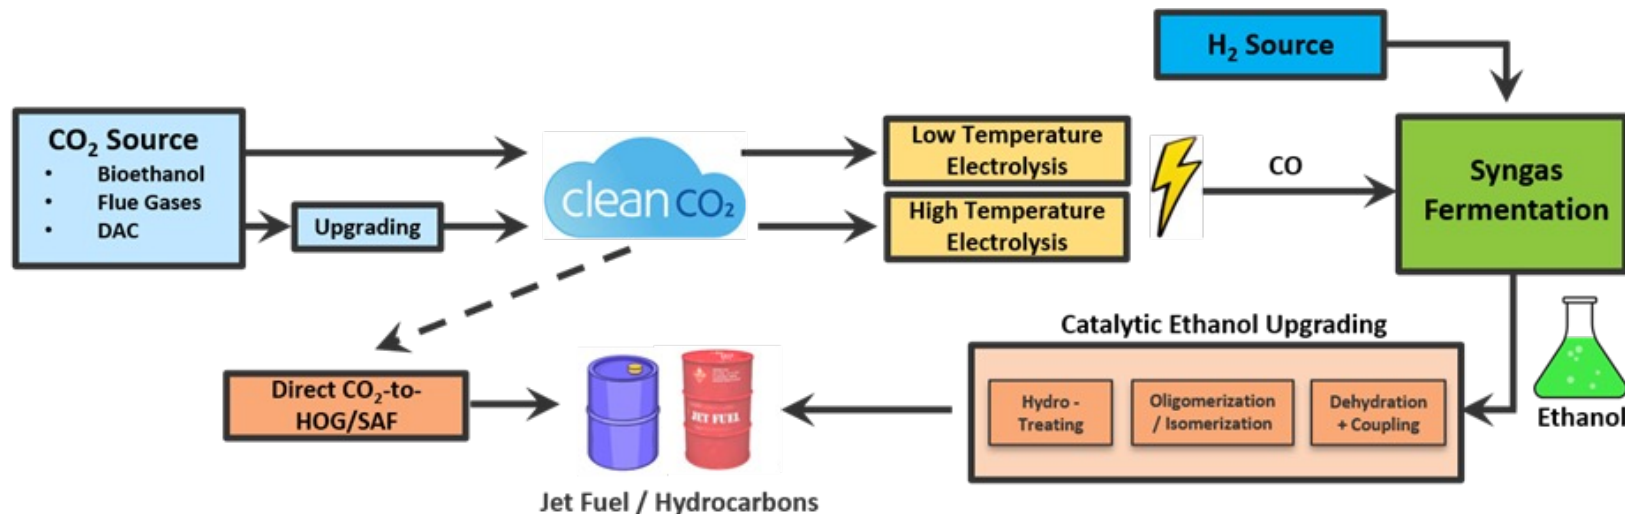 H₂ Source
CO₂ Source
• Bioethanol
• Flue Gases
• DAC
Upgrading
clean CO₂
Low Temperature
Electrolysis
High Temperature
Electrolysis
CO
Syngas
Fermentation
Ethanol
Catalytic Ethanol Upgrading
Hydro -
Treating
Oligomerization
/ Isomerization
Dehydration
+ Coupling
Direct CO₂-to-
HOG/SAF
JET FUEL
Jet Fuel / Hydrocarbons